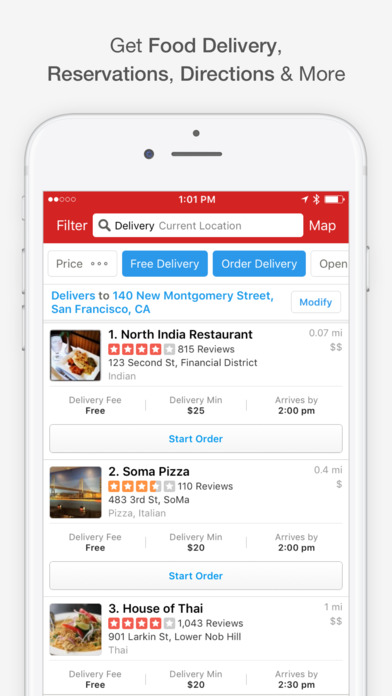 Get Food Delivery,
Reservations, Directions & More
1:01 PM
Filter Delivery Current Location Map
Price Free Delivery Order Delivery Open
Delivers to 140 New Montgomery Street,
San Francisco, CA
Modify
1. North India Restaurant 0.07 mi
815 Reviews $$
123 Second St, Financial District
Indian
Delivery Fee Delivery Min Arrives by
Free $25 2:00 pm
Start Order
2. Soma Pizza 0.4 mi
110 Reviews $
483 3rd St, SoMa
Pizza, Italian
Delivery Fee Delivery Min Arrives by
Free $20 2:00 pm
Start Order
3. House of Thai 1 mi
1,043 Reviews $$
901 Larkin St, Lower Nob Hill
Thai
Delivery Fee Delivery Min Arrives by
Free $20 2:30 pm